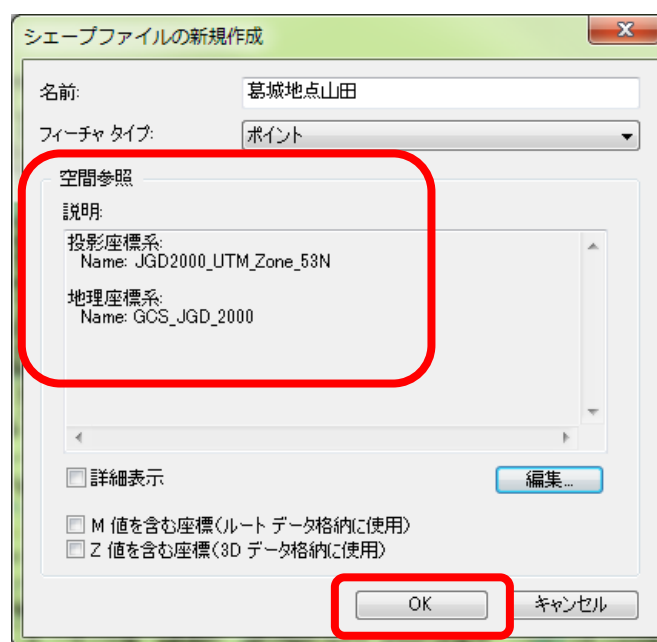 シェープファイルの新規作成
名前: 葛城地点山田
フィーチャ タイプ: ポイント
空間参照
説明:
投影座標系:
Name: JGD2000_UTM_Zone_53N
地理座標系:
Name: GCS_JGD_2000
詳細表示 編集...
M 値を含む座標(ルート データ格納に使用)
Z 値を含む座標(3D データ格納に使用)
OK キャンセル